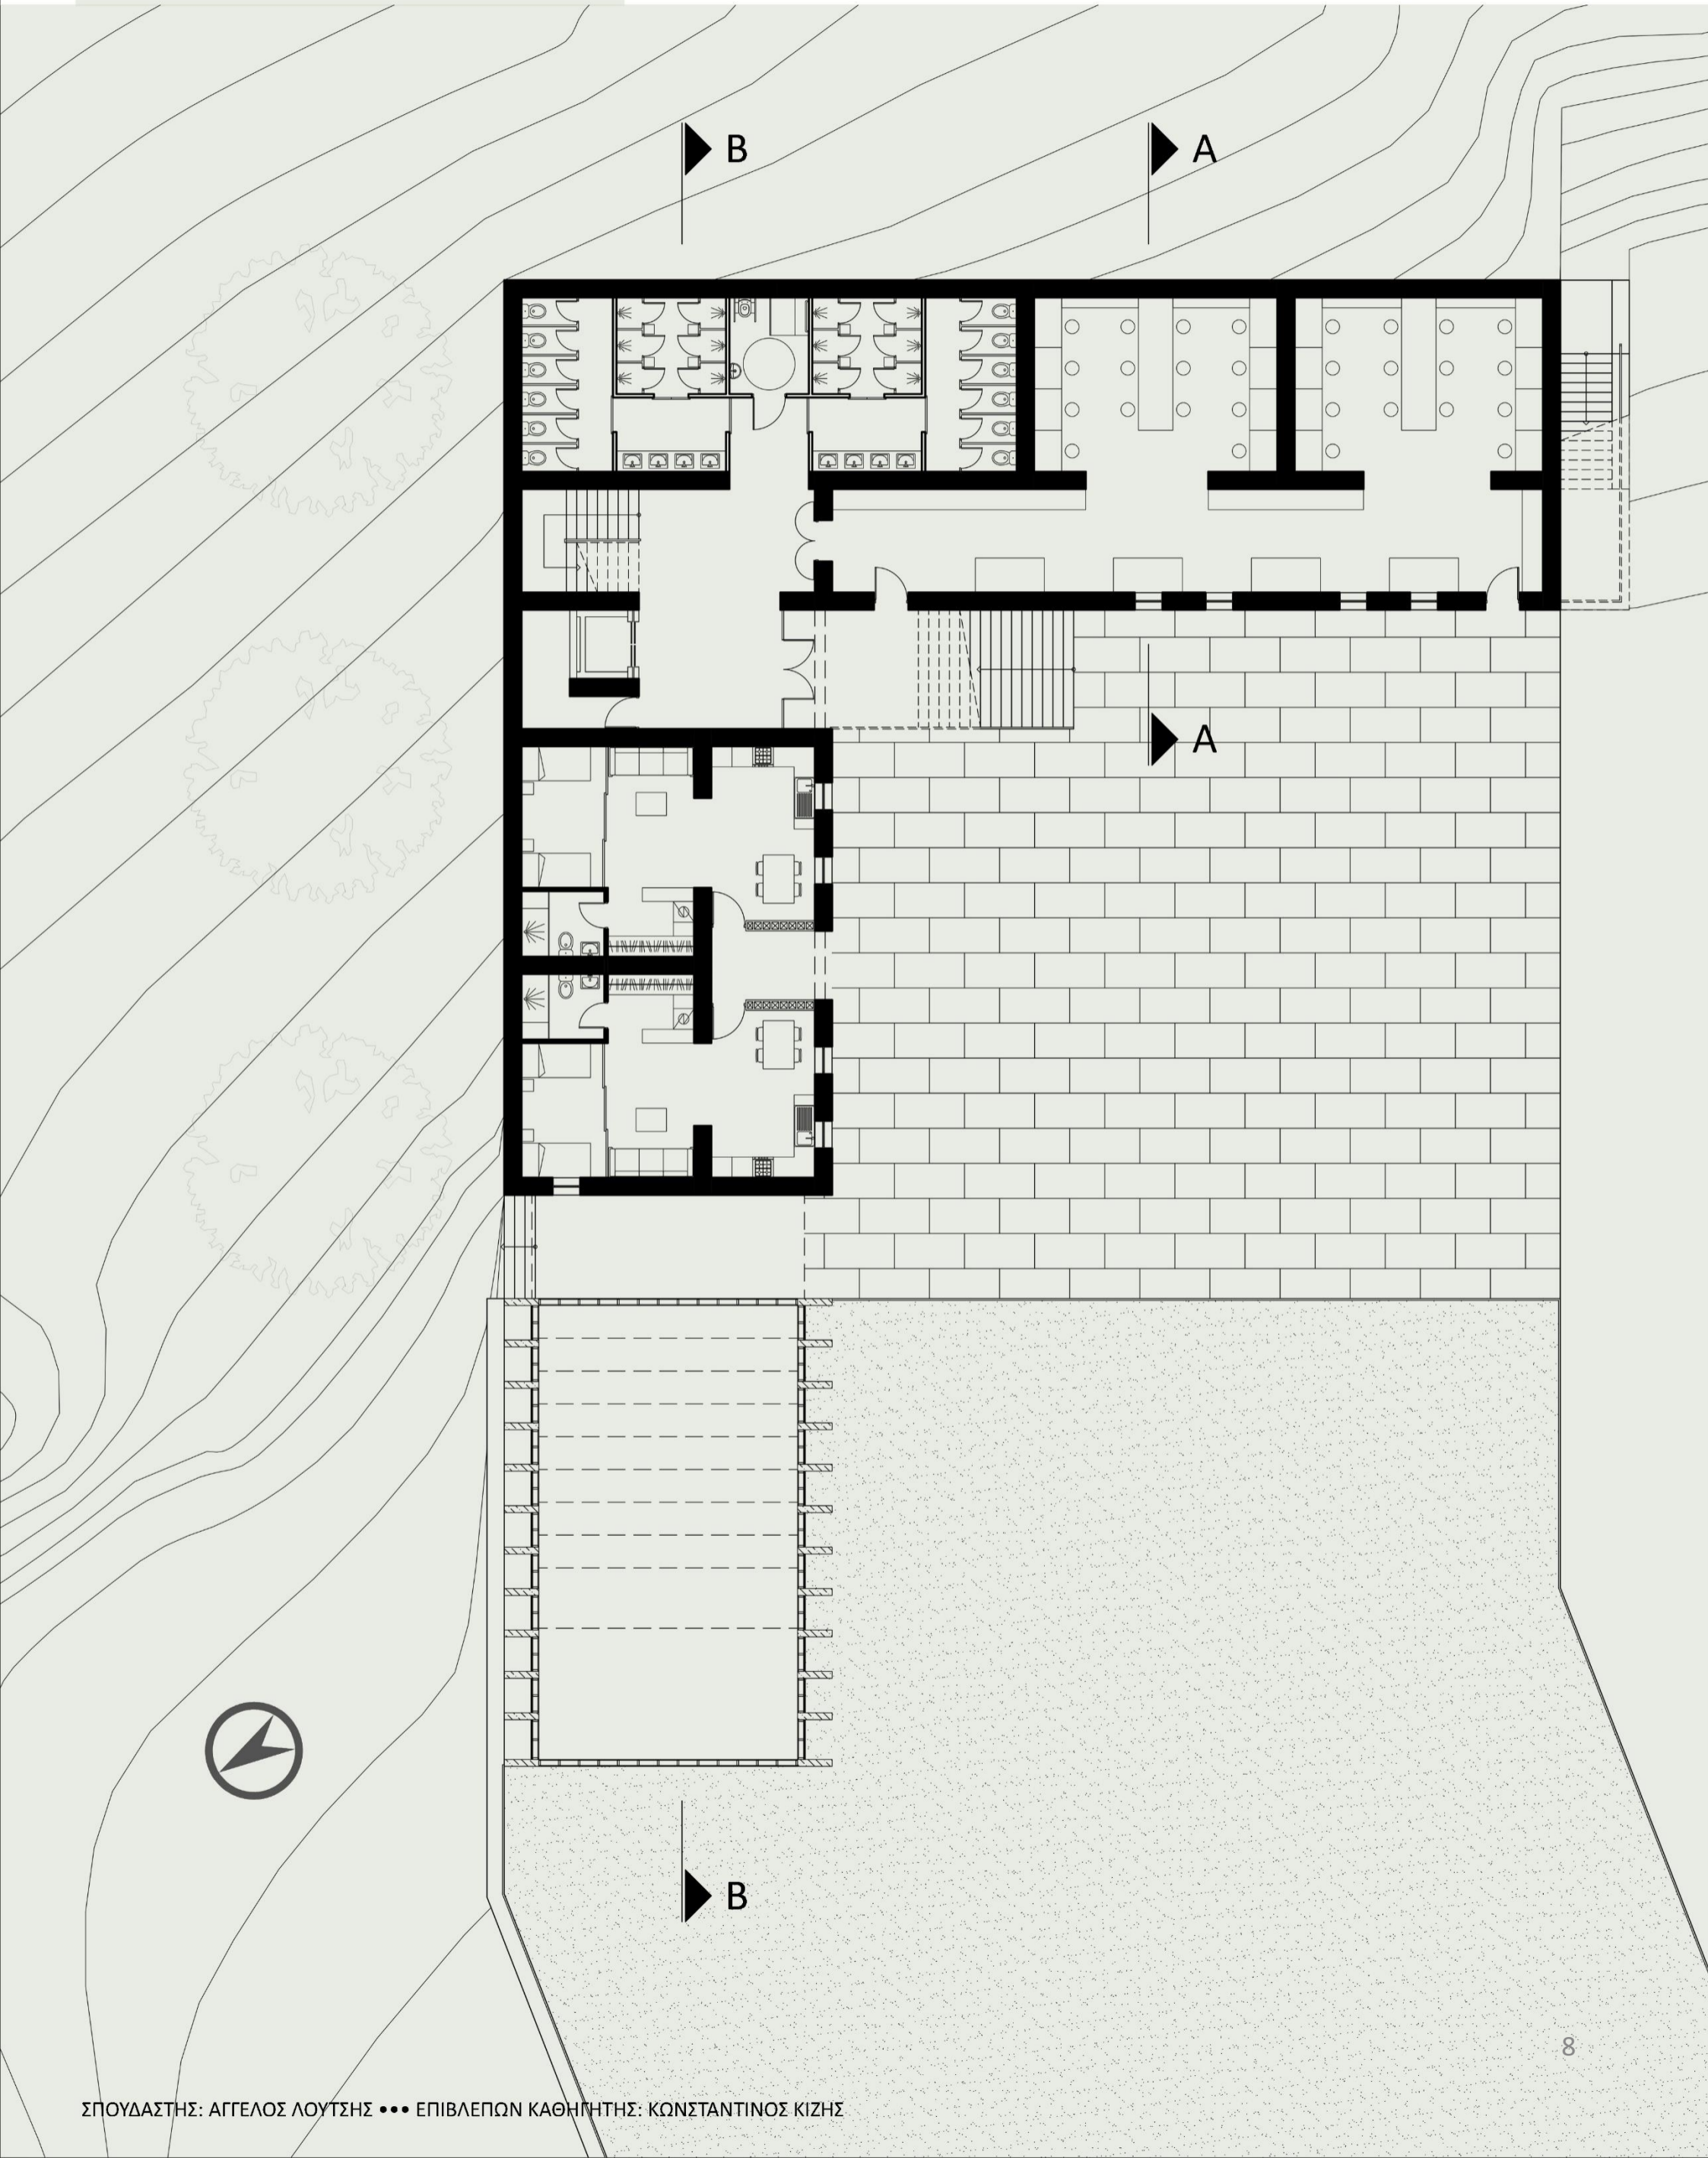 B
A
A
B
8
ΣΠΟΥΔΑΣΤΗΣ: ΑΓΓΕΛΟΣ ΛΟΥΤΣΗΣ ••• ΕΠΙΒΛΕΠΩΝ ΚΑΘΗΓΗΤΗΣ: ΚΩΝΣΤΑΝΤΙΝΟΣ ΚΙΖΗΣ